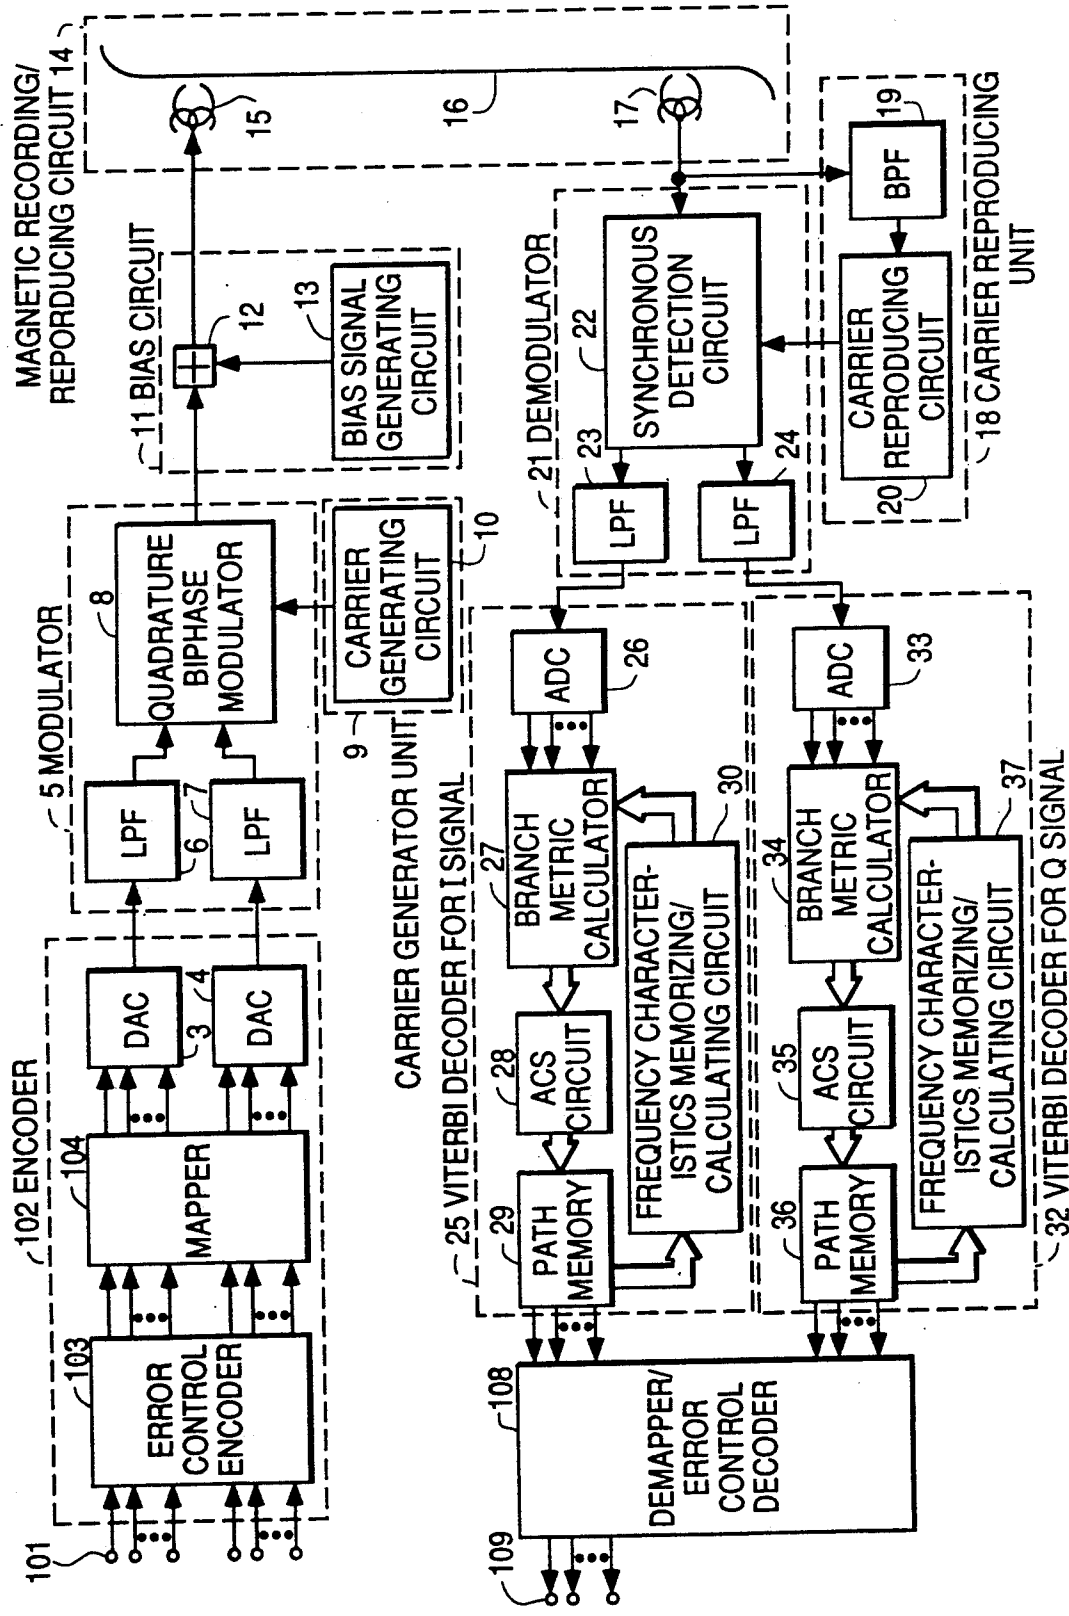 102 ENCODER
101
103
ERROR
CONTROL
ENCODER
104
MAPPER
DAC
3
4
DAC
5 MODULATOR
LPF
6
7
LPF
8
QUADRATURE
BIPHASE
MODULATOR
CARRIER
GENERATING
CIRCUIT
10
9
CARRIER GENERATOR UNIT
11 BIAS CIRCUIT
12
13
BIAS SIGNAL
GENERATING
CIRCUIT
MAGNETIC RECORDING/
REPORDUCING CIRCUIT 14
15
16
17
18 CARRIER REPRODUCING
UNIT
19
BPF
CARRIER
REPRODUCING
CIRCUIT
20
21 DEMODULATOR
22
SYNCHRONOUS
DETECTION
CIRCUIT
23
LPF
24
LPF
25 VITERBI DECODER FOR I SIGNAL
ADC
26
27
BRANCH
METRIC
CALCULATOR
28
ACS
CIRCUIT
29
PATH
MEMORY
30
FREQUENCY CHARACTER-
ISTICS MEMORIZING/
CALCULATING CIRCUIT
32 VITERBI DECODER FOR Q SIGNAL
ADC
33
34
BRANCH
METRIC
CALCULATOR
35
ACS
CIRCUIT
36
PATH
MEMORY
37
FREQUENCY CHARACTER-
ISTICS MEMORIZING/
CALCULATING CIRCUIT
108
DEMAPPER/
ERROR
CONTROL
DECODER
109